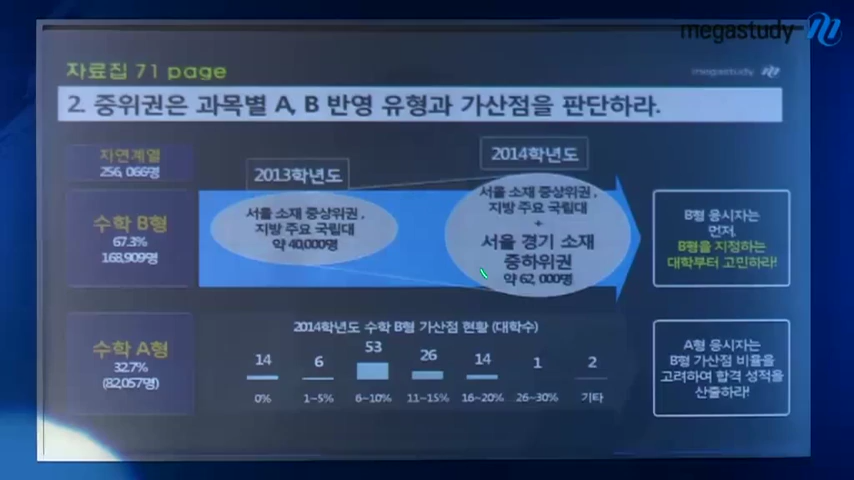 megastudy
자료집 71 page
megastudy
2. 중위권은 과목별 A, B 반영 유형과 가산점을 판단하라.
자연계열
256, 066명
2013학년도
2014학년도
수학 B형
67.3%
168,909명
서울 소재 중상위권,
지방 주요 국립대
약 40,000명
서울 소재 중상위권,
지방 주요 국립대
+
서울 경기 소재
중하위권
약 62, 000명
B형 응시자는
먼저,
B형을 지정하는
대학부터 고민하라!
수학 A형
32.7%
(82,057명)
2014학년도 수학 B형 가산점 현황 (대학수)
14 6 53 26 14 1 2
0% 1~5% 6~10% 11~15% 16~20% 26~30% 기타
A형 응시자는
B형 가산점 비율을
고려하여 합격 성적을
산출하라!